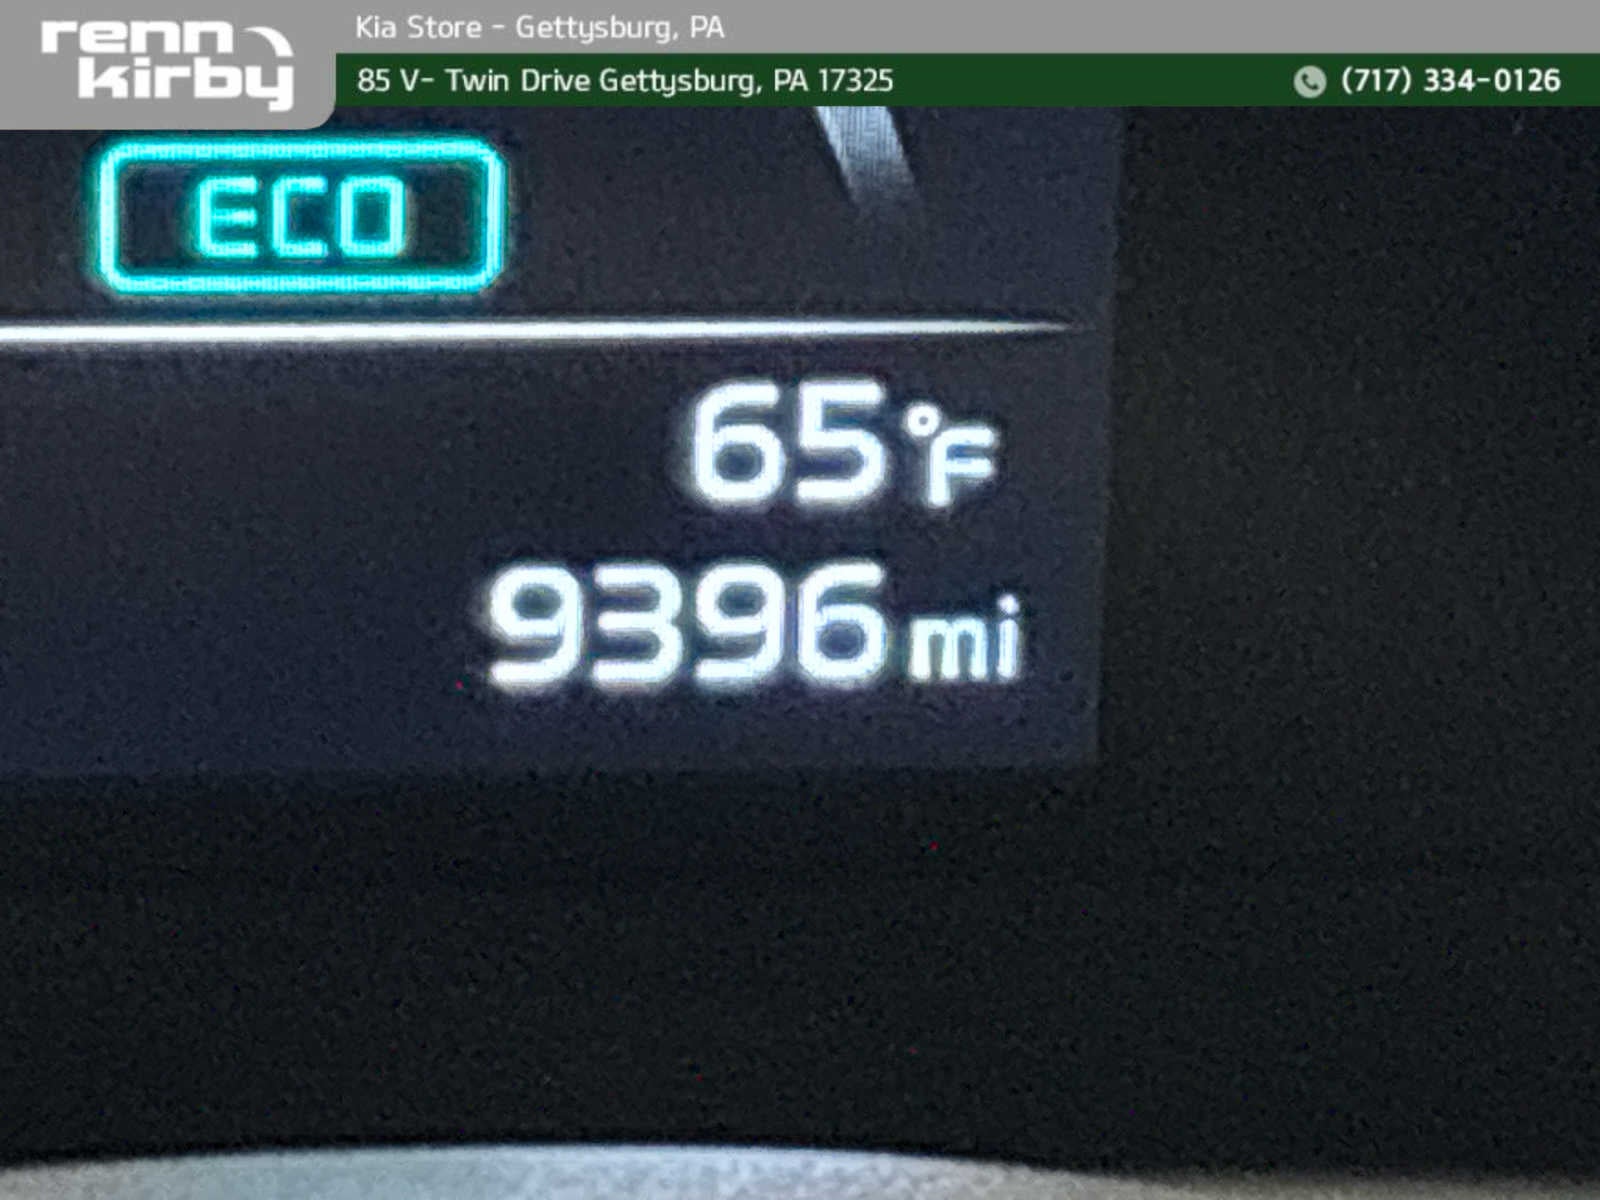 renn
kirby
Kia Store - Gettysburg, PA
85 V- Twin Drive Gettysburg, PA 17325
(717) 334-0126
ECO
65°F
9396 mi